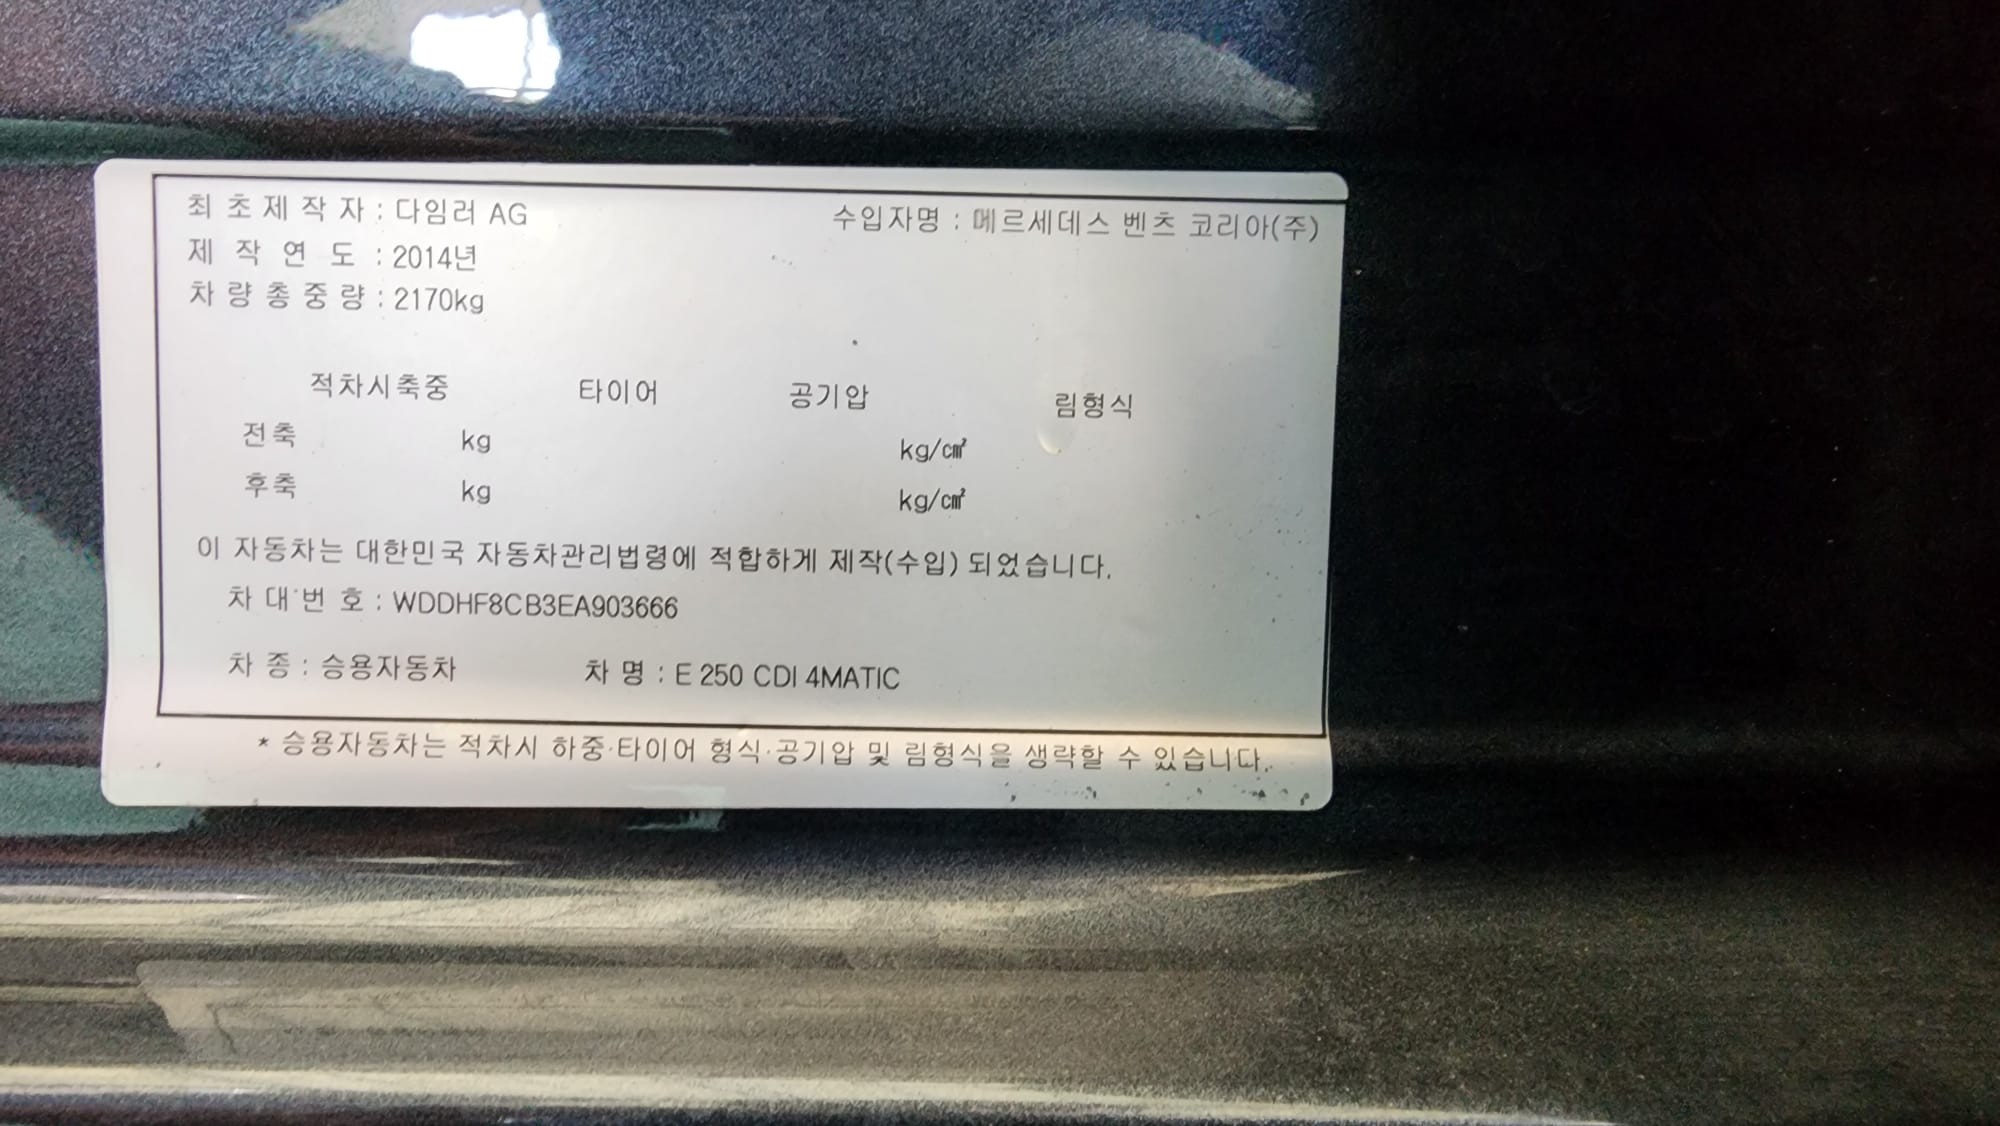 최초제작자 : 다임러 AG 수입자명 : 메르세데스 벤츠 코리아(주)
제작연도 : 2014년
차량총중량 : 2170kg
적차시축중 타이어 공기압 림형식
전축 kg kg/㎠
후축 kg kg/㎠
이 자동차는 대한민국 자동차관리법령에 적합하게 제작(수입) 되었습니다.
차대번호 : WDDHF8CB3EA903666
차종 : 승용자동차 차명 : E 250 CDI 4MATIC
* 승용자동차는 적차시 하중·타이어 형식·공기압 및 림형식을 생략할 수 있습니다.